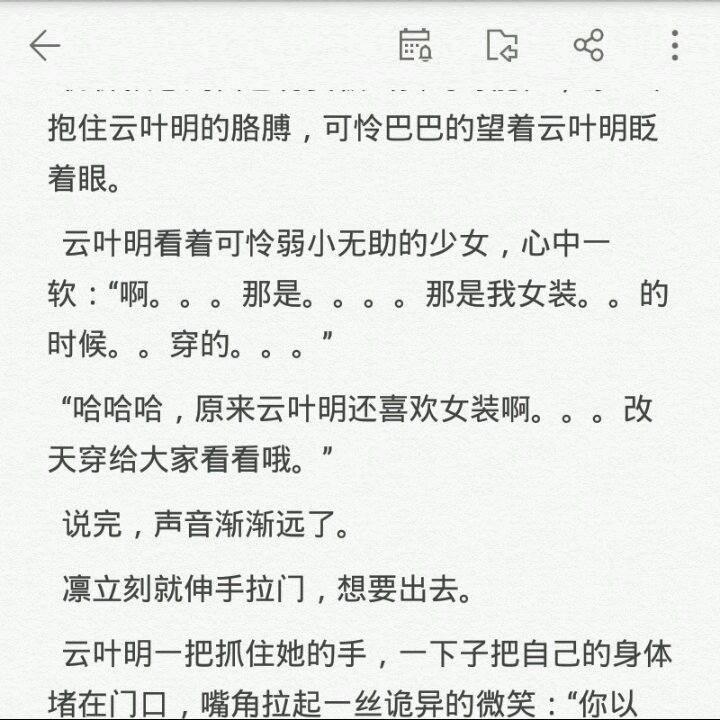 抱住云叶明的胳膊，可怜巴巴的望着云叶明眨
着眼。
云叶明看着可怜弱小无助的少女，心中一
软：“啊。。。那是。。。。那是我女装。。的
时候。。穿的。。。”
“哈哈哈，原来云叶明还喜欢女装啊。。。改
天穿给大家看看哦。”
说完，声音渐渐远了。
凛立刻就伸手拉门，想要出去。
云叶明一把抓住她的手，一下子把自己的身体
堵在门口，嘴角拉起一丝诡异的微笑：“你以